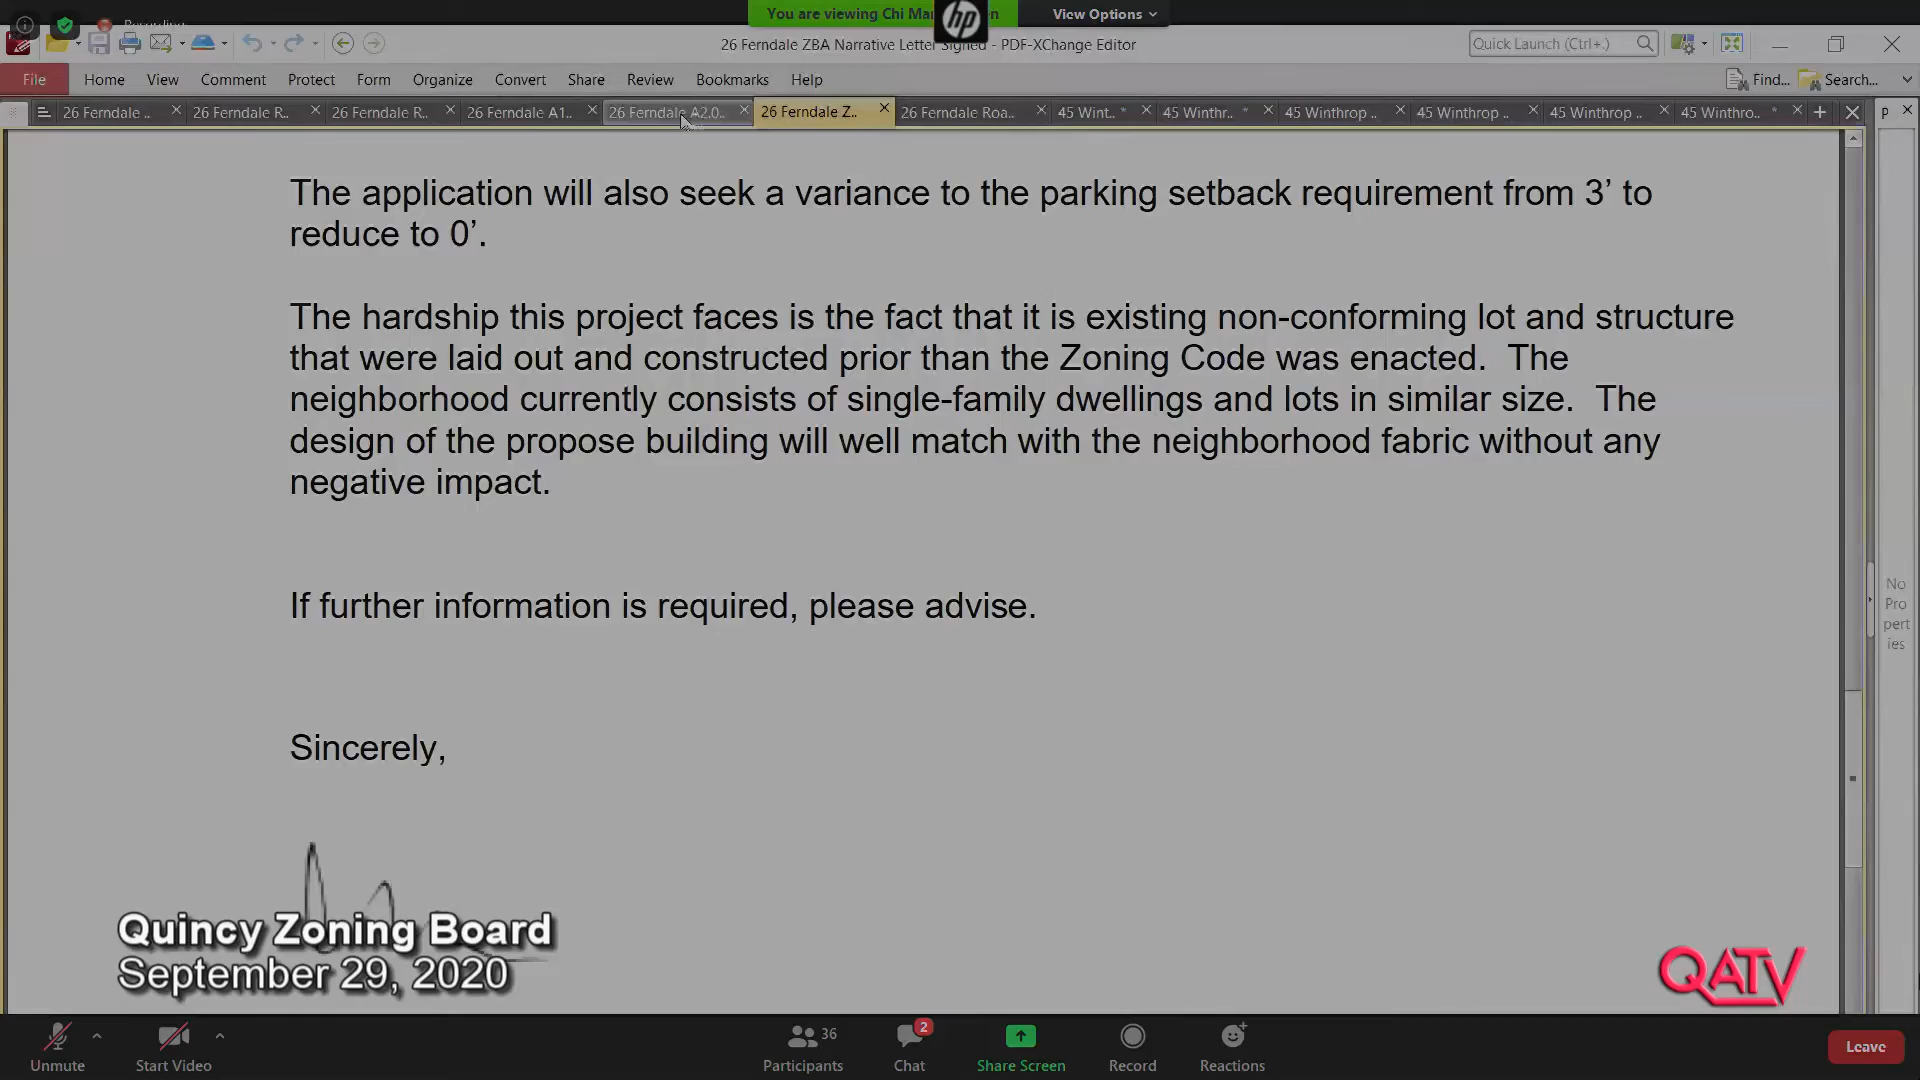 Recording
You are viewing Chi Ma
en
View Options
hp
26 Ferndale ZBA Narrative Letter Signed - PDF-XChange Editor
Quick Launch (Ctrl+.)
File Home View Comment Protect Form Organize Convert Share Review Bookmarks Help
Find... Search...
26 Ferndale .. 26 Ferndale R.. 26 Ferndale R.. 26 Ferndale A1.. 26 Ferndale A2.0.. 26 Ferndale Z.. 26 Ferndale Roa.. 45 Wint.. * 45 Winthr.. * 45 Winthrop .. 45 Winthrop .. 45 Winthrop .. 45 Winthro.. * P
The application will also seek a variance to the parking setback requirement from 3’ to
reduce to 0’.
The hardship this project faces is the fact that it is existing non-conforming lot and structure
that were laid out and constructed prior than the Zoning Code was enacted. The
neighborhood currently consists of single-family dwellings and lots in similar size. The
design of the propose building will well match with the neighborhood fabric without any
negative impact.
If further information is required, please advise.
Sincerely,
No
Pro
pert
ies
Quincy Zoning Board
September 29, 2020
QATV
36
2
Unmute Start Video Participants Chat Share Screen Record Reactions Leave